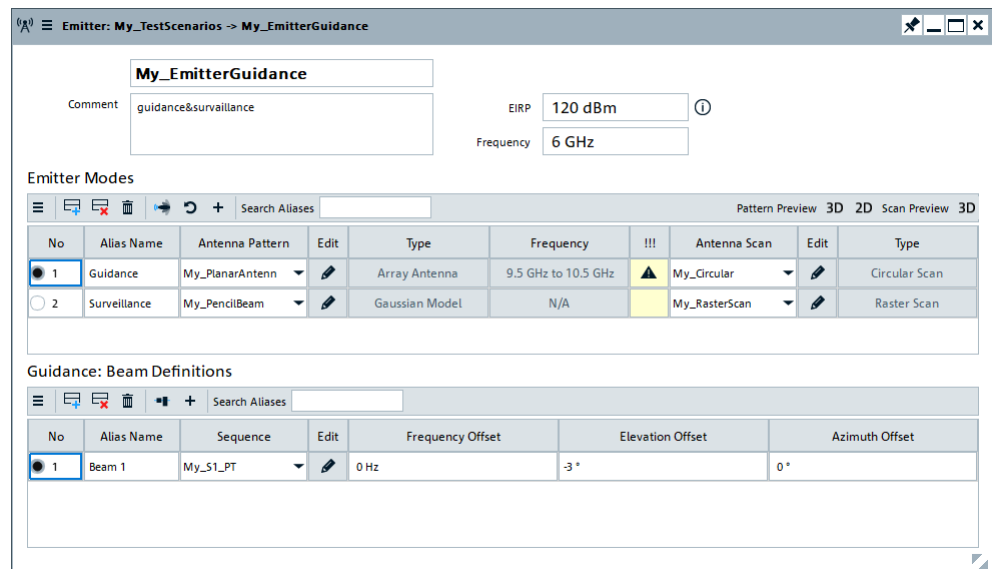 Emitter: My_TestScenarios -> My_EmitterGuidance
My_EmitterGuidance
Comment guidance&survaillance EIRP 120 dBm
Frequency 6 GHz
Emitter Modes
Search Aliases Pattern Preview 3D 2D Scan Preview 3D
No Alias Name Antenna Pattern Edit Type Frequency !!! Antenna Scan Edit Type
1 Guidance My_PlanarAntenn Array Antenna 9.5 GHz to 10.5 GHz My_Circular Circular Scan
2 Surveillance My_PencilBeam Gaussian Model N/A My_RasterScan Raster Scan
Guidance: Beam Definitions
Search Aliases
No Alias Name Sequence Edit Frequency Offset Elevation Offset Azimuth Offset
1 Beam 1 My_S1_PT 0 Hz -3 ° 0 °